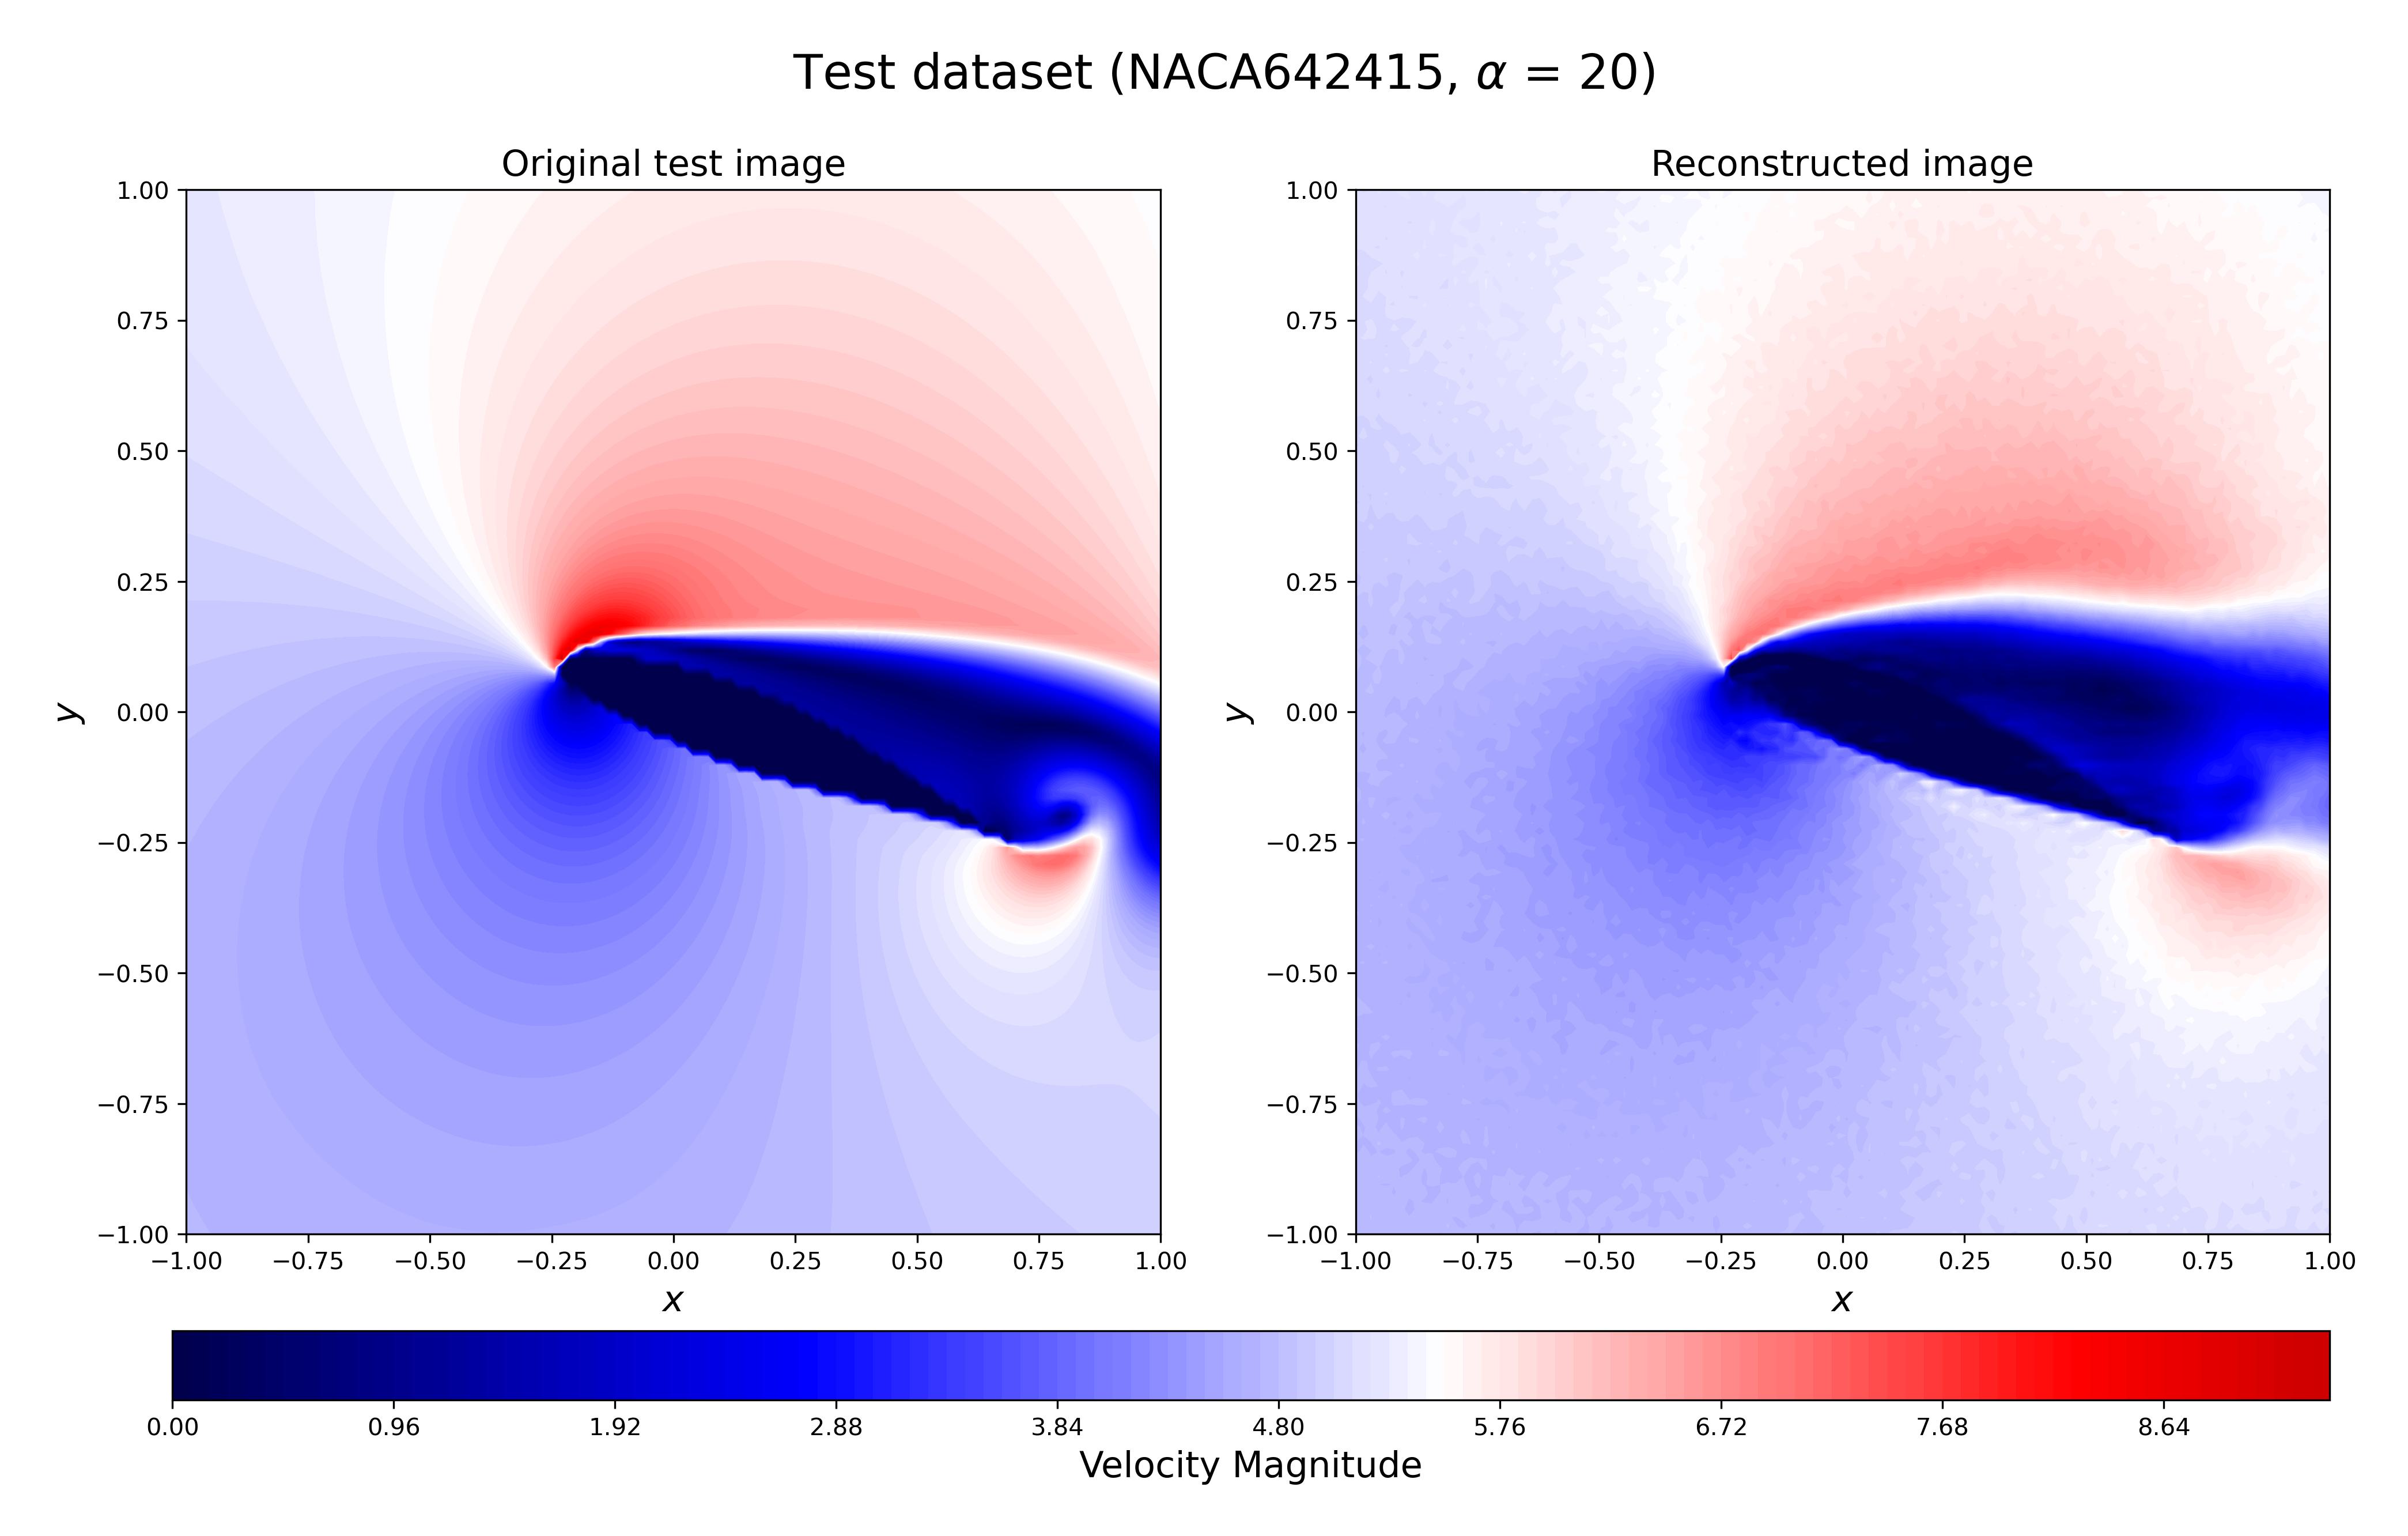 Test dataset (NACA642415, α = 20)
Original test image
Reconstructed image
1.00
0.75
0.50
0.25
0.00
−0.25
−0.50
−0.75
−1.00
y
−1.00 −0.75 −0.50 −0.25 0.00 0.25 0.50 0.75 1.00
x
1.00
0.75
0.50
0.25
0.00
−0.25
−0.50
−0.75
−1.00
y
−1.00 −0.75 −0.50 −0.25 0.00 0.25 0.50 0.75 1.00
x
0.00 0.96 1.92 2.88 3.84 4.80 5.76 6.72 7.68 8.64
Velocity Magnitude